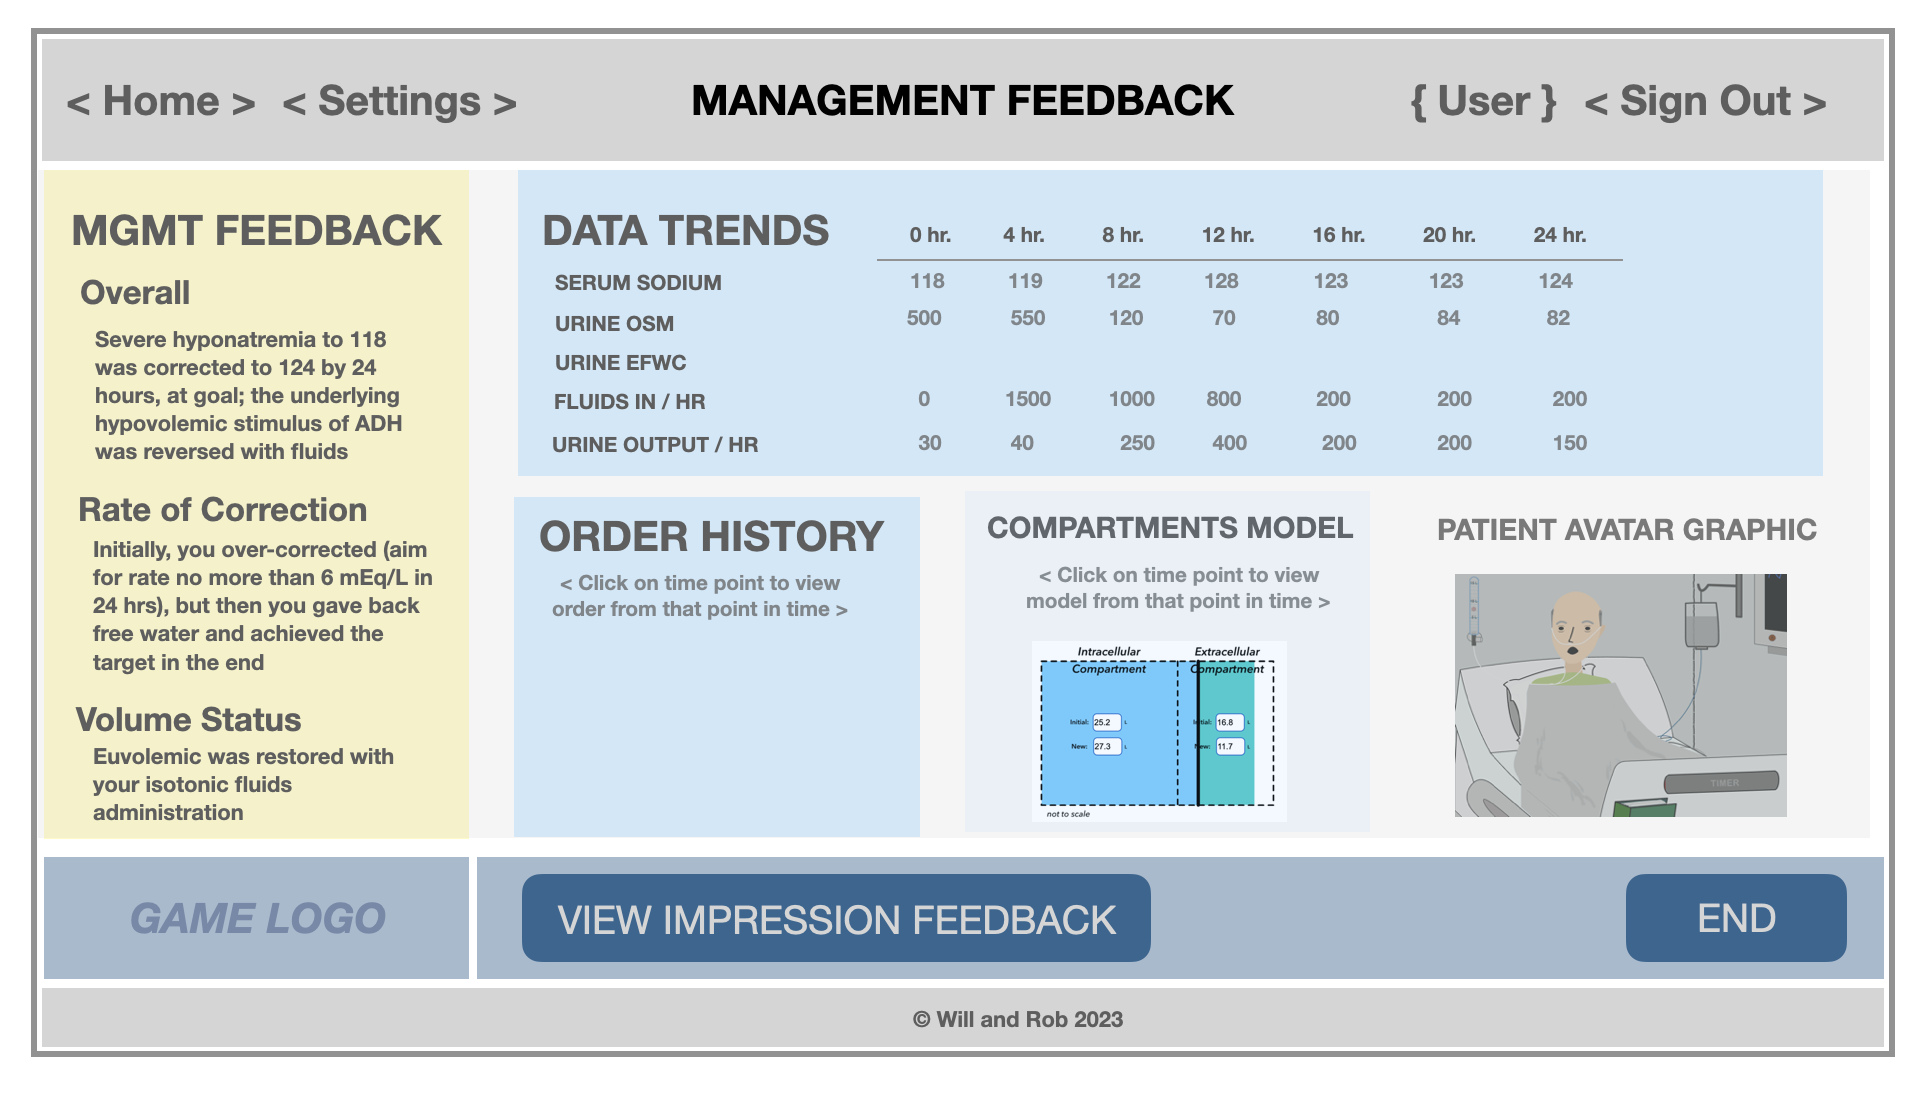 < Home > < Settings > MANAGEMENT FEEDBACK { User } < Sign Out >
MGMT FEEDBACK
Overall
Severe hyponatremia to 118
was corrected to 124 by 24
hours, at goal; the underlying
hypovolemic stimulus of ADH
was reversed with fluids
Rate of Correction
Initially, you over-corrected (aim
for rate no more than 6 mEq/L in
24 hrs), but then you gave back
free water and achieved the
target in the end
Volume Status
Euvolemic was restored with
your isotonic fluids
administration
DATA TRENDS 0 hr. 4 hr. 8 hr. 12 hr. 16 hr. 20 hr. 24 hr.
SERUM SODIUM 118 119 122 128 123 123 124
URINE OSM 500 550 120 70 80 84 82
URINE EFWC
FLUIDS IN / HR 0 1500 1000 800 200 200 200
URINE OUTPUT / HR 30 40 250 400 200 200 150
ORDER HISTORY
< Click on time point to view
order from that point in time >
COMPARTMENTS MODEL
< Click on time point to view
model from that point in time >
Intracellular Extracellular
Compartment Compartment
Initial: 25.2 L Initial: 16.8 L
New: 27.3 L New: 11.7 L
not to scale
PATIENT AVATAR GRAPHIC
TIMER
GAME LOGO
VIEW IMPRESSION FEEDBACK
END
© Will and Rob 2023